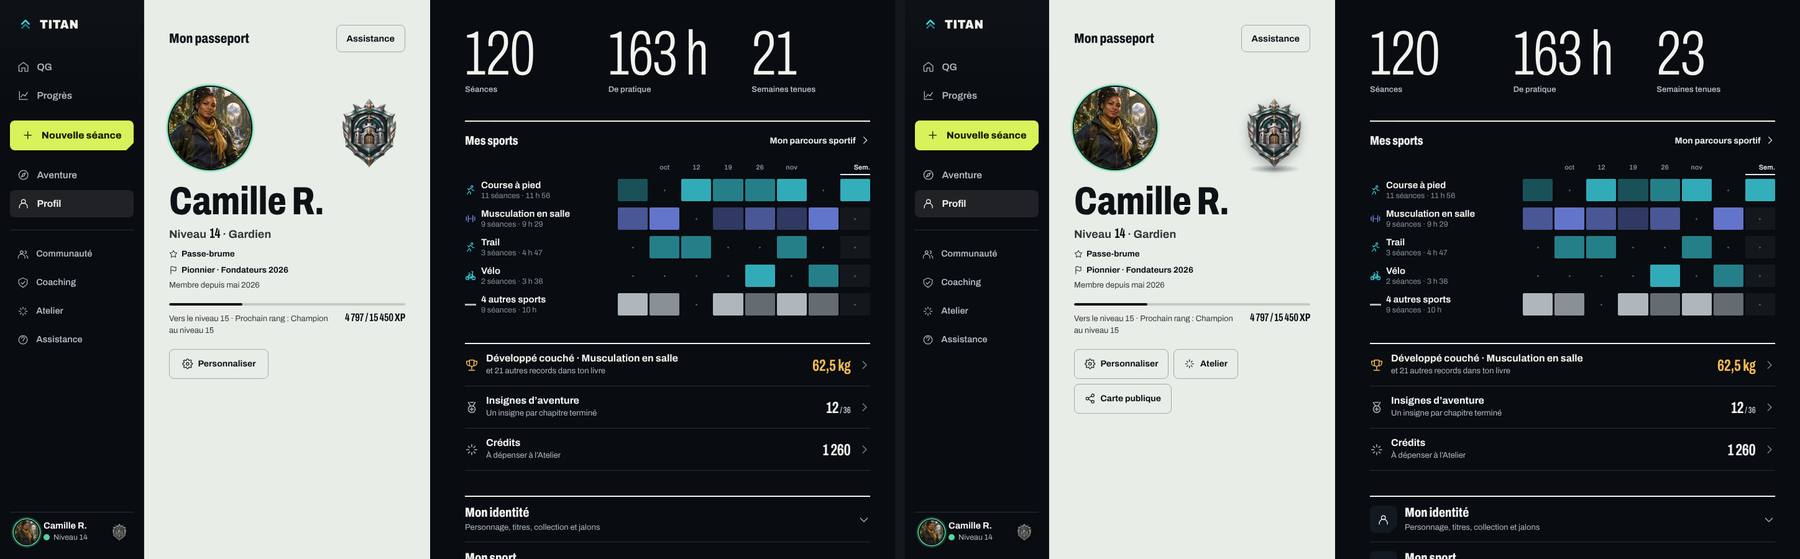 TITAN
QG
Progrès
Nouvelle séance
Aventure
Profil
Communauté
Coaching
Atelier
Assistance
Camille R.
Niveau 14
Mon passeport
Assistance
Camille R.
Niveau 14 · Gardien
Passe-brume
Pionnier · Fondateurs 2026
Membre depuis mai 2026
Vers le niveau 15 · Prochain rang : Champion
au niveau 15
4 797 / 15 450 XP
Personnaliser
120
Séances
163 h
De pratique
21
Semaines tenues
Mes sports
Mon parcours sportif
oct 12 19 26 nov Sem.
Course à pied
11 séances · 11 h 56
Musculation en salle
9 séances · 9 h 29
Trail
3 séances · 4 h 47
Vélo
2 séances · 3 h 36
4 autres sports
9 séances · 10 h
Développé couché · Musculation en salle
et 21 autres records dans ton livre
62,5 kg
Insignes d'aventure
Un insigne par chapitre terminé
12 / 36
Crédits
À dépenser à l'Atelier
1 260
Mon identité
Personnage, titres, collection et jalons
Mon sport
TITAN
QG
Progrès
Nouvelle séance
Aventure
Profil
Communauté
Coaching
Atelier
Assistance
Camille R.
Niveau 14
Mon passeport
Assistance
Camille R.
Niveau 14 · Gardien
Passe-brume
Pionnier · Fondateurs 2026
Membre depuis mai 2026
Vers le niveau 15 · Prochain rang : Champion
au niveau 15
4 797 / 15 450 XP
Personnaliser
Atelier
Carte publique
120
Séances
163 h
De pratique
23
Semaines tenues
Mes sports
Mon parcours sportif
oct 12 19 26 nov Sem.
Course à pied
11 séances · 11 h 56
Musculation en salle
9 séances · 9 h 29
Trail
3 séances · 4 h 47
Vélo
2 séances · 3 h 36
4 autres sports
9 séances · 10 h
Développé couché · Musculation en salle
et 21 autres records dans ton livre
62,5 kg
Insignes d'aventure
Un insigne par chapitre terminé
12 / 36
Crédits
À dépenser à l'Atelier
1 260
Mon identité
Personnage, titres, collection et jalons
Mon sport